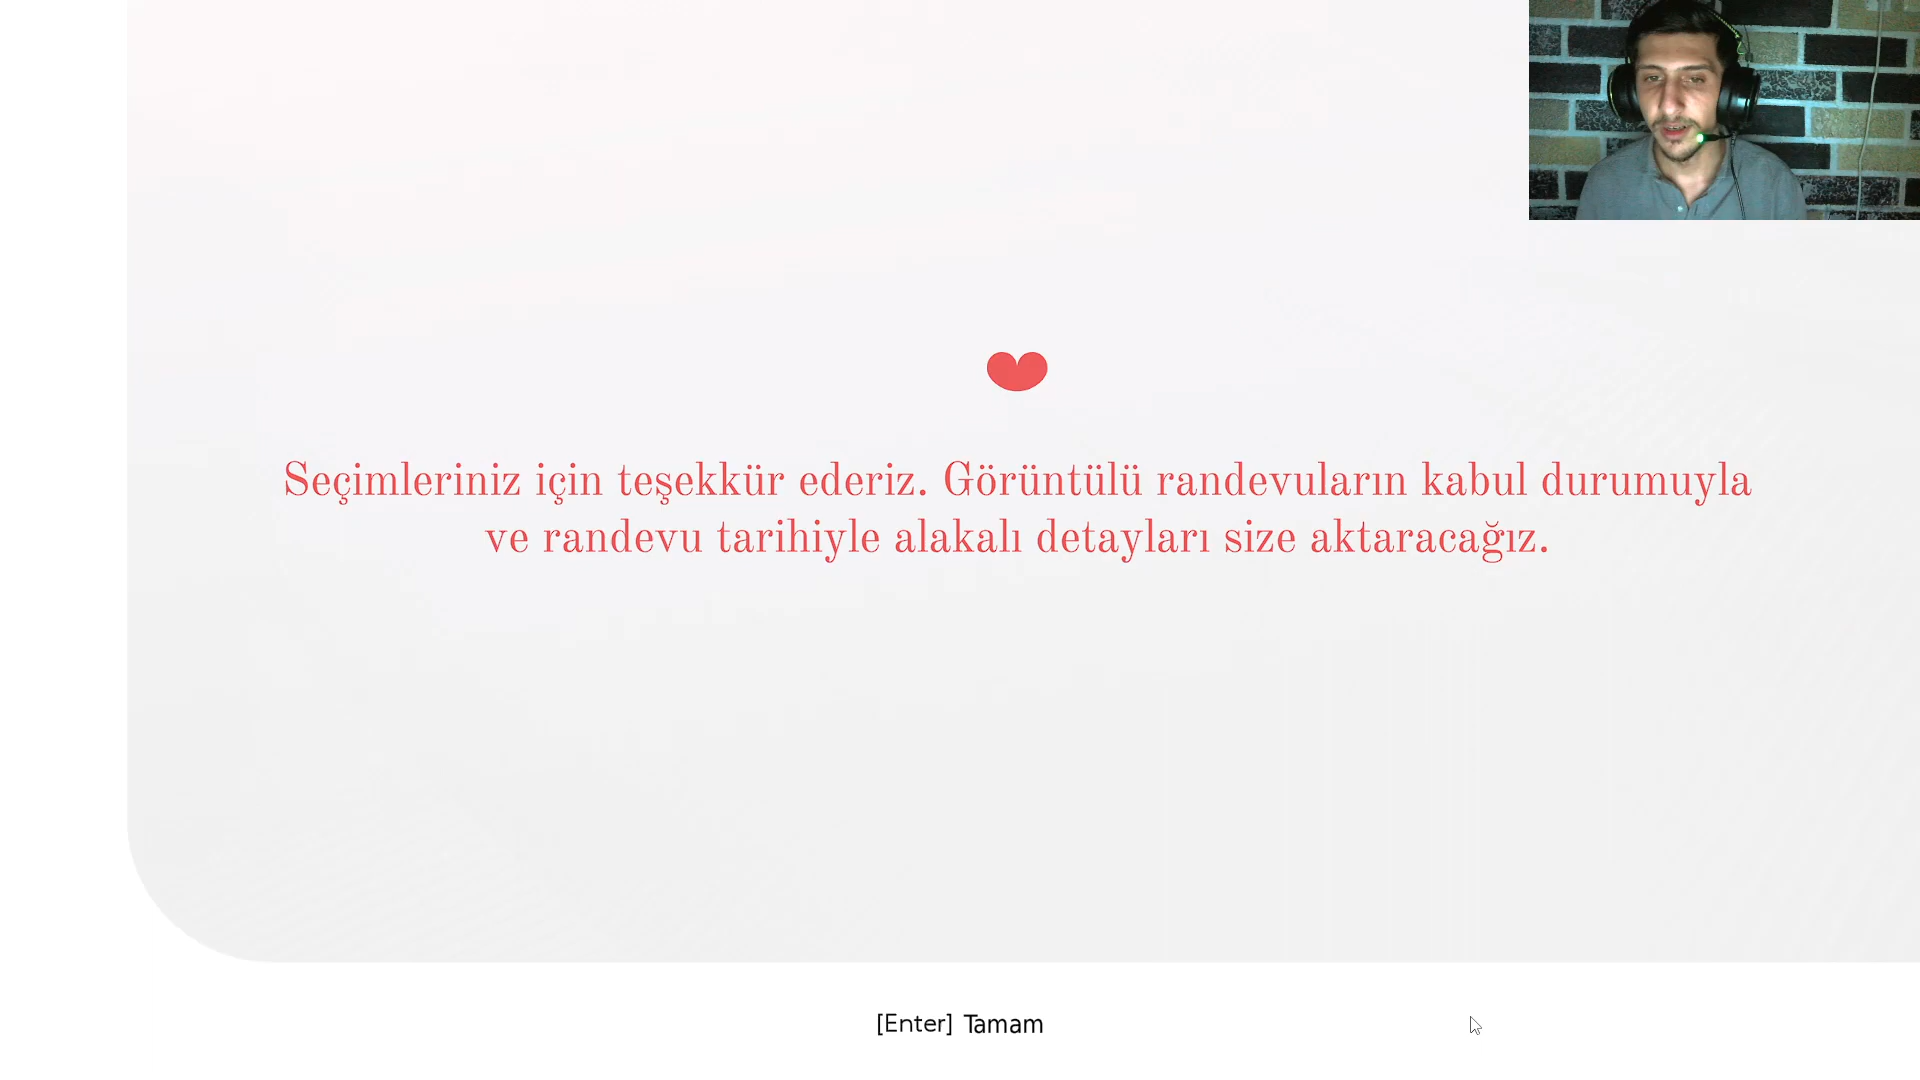 Seçimleriniz için teşekkür ederiz. Görüntülü randevuların kabul durumuyla
ve randevu tarihiyle alakalı detayları size aktaracağız.
[Enter] Tamam